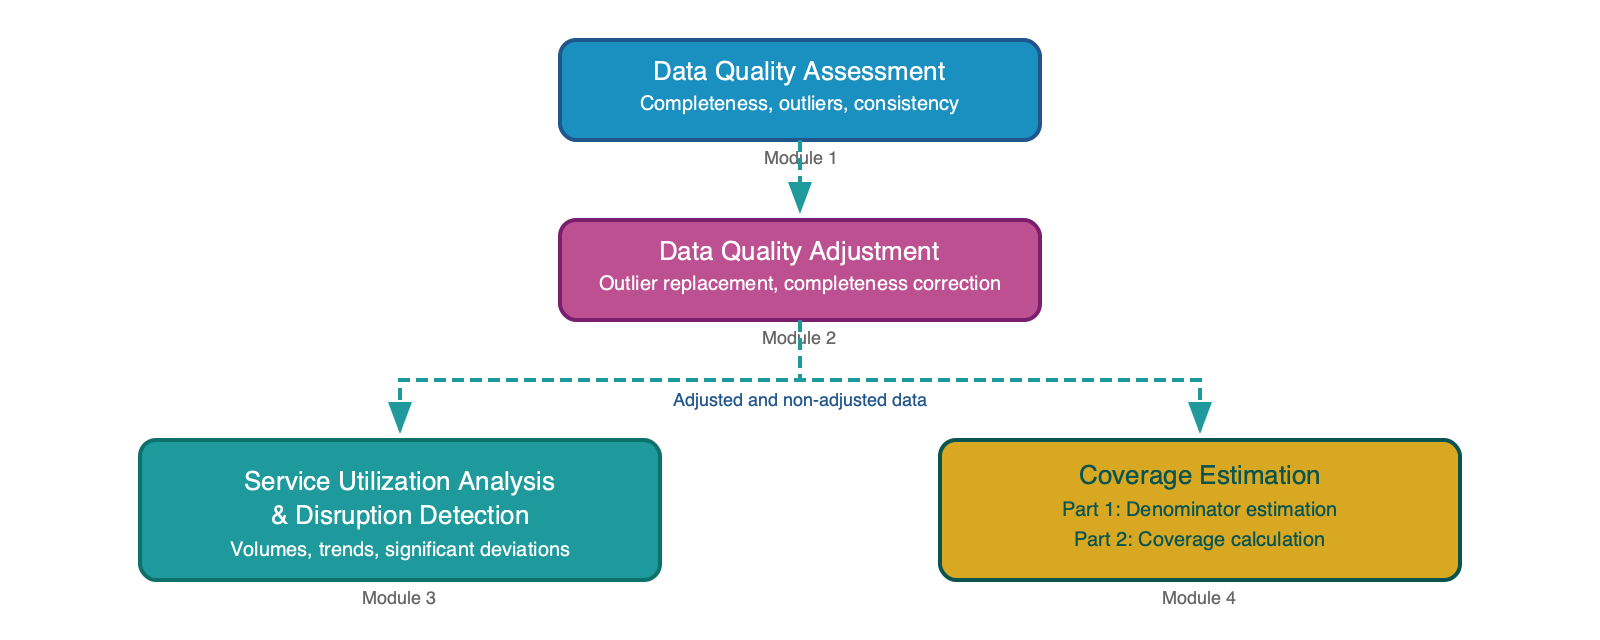 Data Quality Assessment
Completeness, outliers, consistency
Module 1
Data Quality Adjustment
Outlier replacement, completeness correction
Module 2
Adjusted and non-adjusted data
Service Utilization Analysis
& Disruption Detection
Volumes, trends, significant deviations
Module 3
Coverage Estimation
Part 1: Denominator estimation
Part 2: Coverage calculation
Module 4